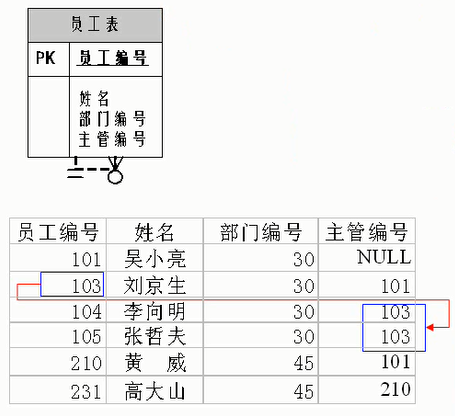 员工表
PK 员工编号
姓名
部门编号
主管编号
员工编号 姓名 部门编号 主管编号
101 吴小亮 30 NULL
103 刘京生 30 101
104 李向明 30 103
105 张哲夫 30 103
210 黄 威 45 101
231 高大山 45 210